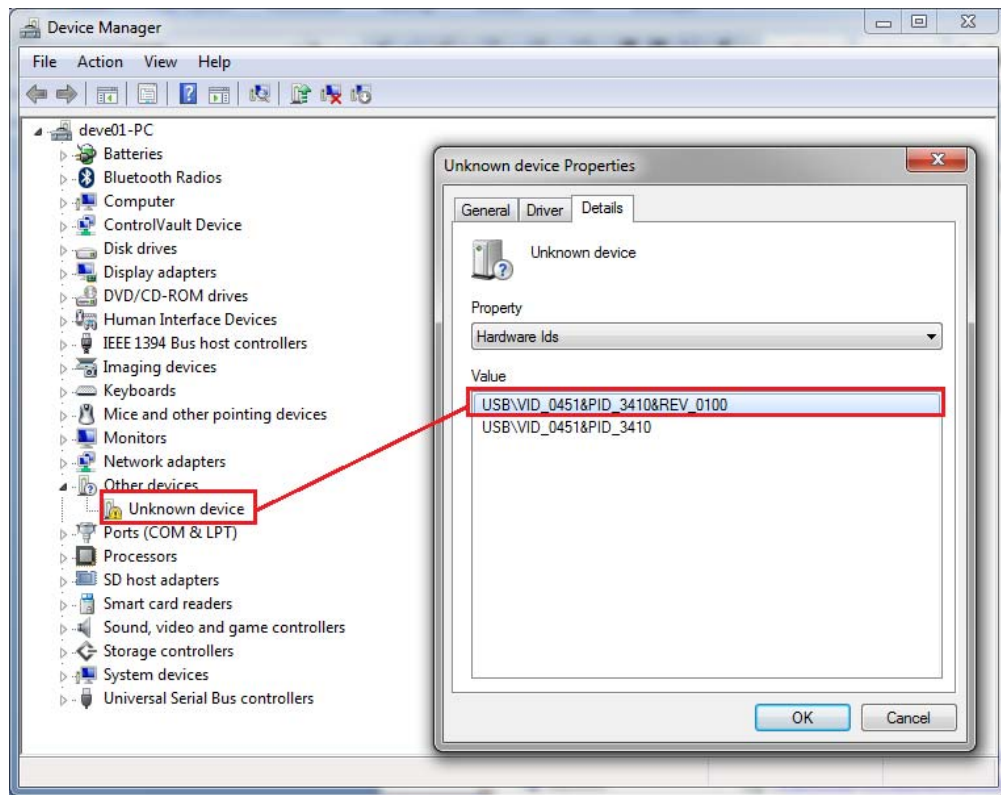 Device Manager
File Action View Help
deve01-PC
Batteries
Bluetooth Radios
Computer
ControlVault Device
Disk drives
Display adapters
DVD/CD-ROM drives
Human Interface Devices
IEEE 1394 Bus host controllers
Imaging devices
Keyboards
Mice and other pointing devices
Monitors
Network adapters
Other devices
Unknown device
Ports (COM & LPT)
Processors
SD host adapters
Smart card readers
Sound, video and game controllers
Storage controllers
System devices
Universal Serial Bus controllers
Unknown device Properties
General Driver Details
Unknown device
Property
Hardware Ids
Value
USB\VID_0451&PID_3410&REV_0100
USB\VID_0451&PID_3410
OK Cancel